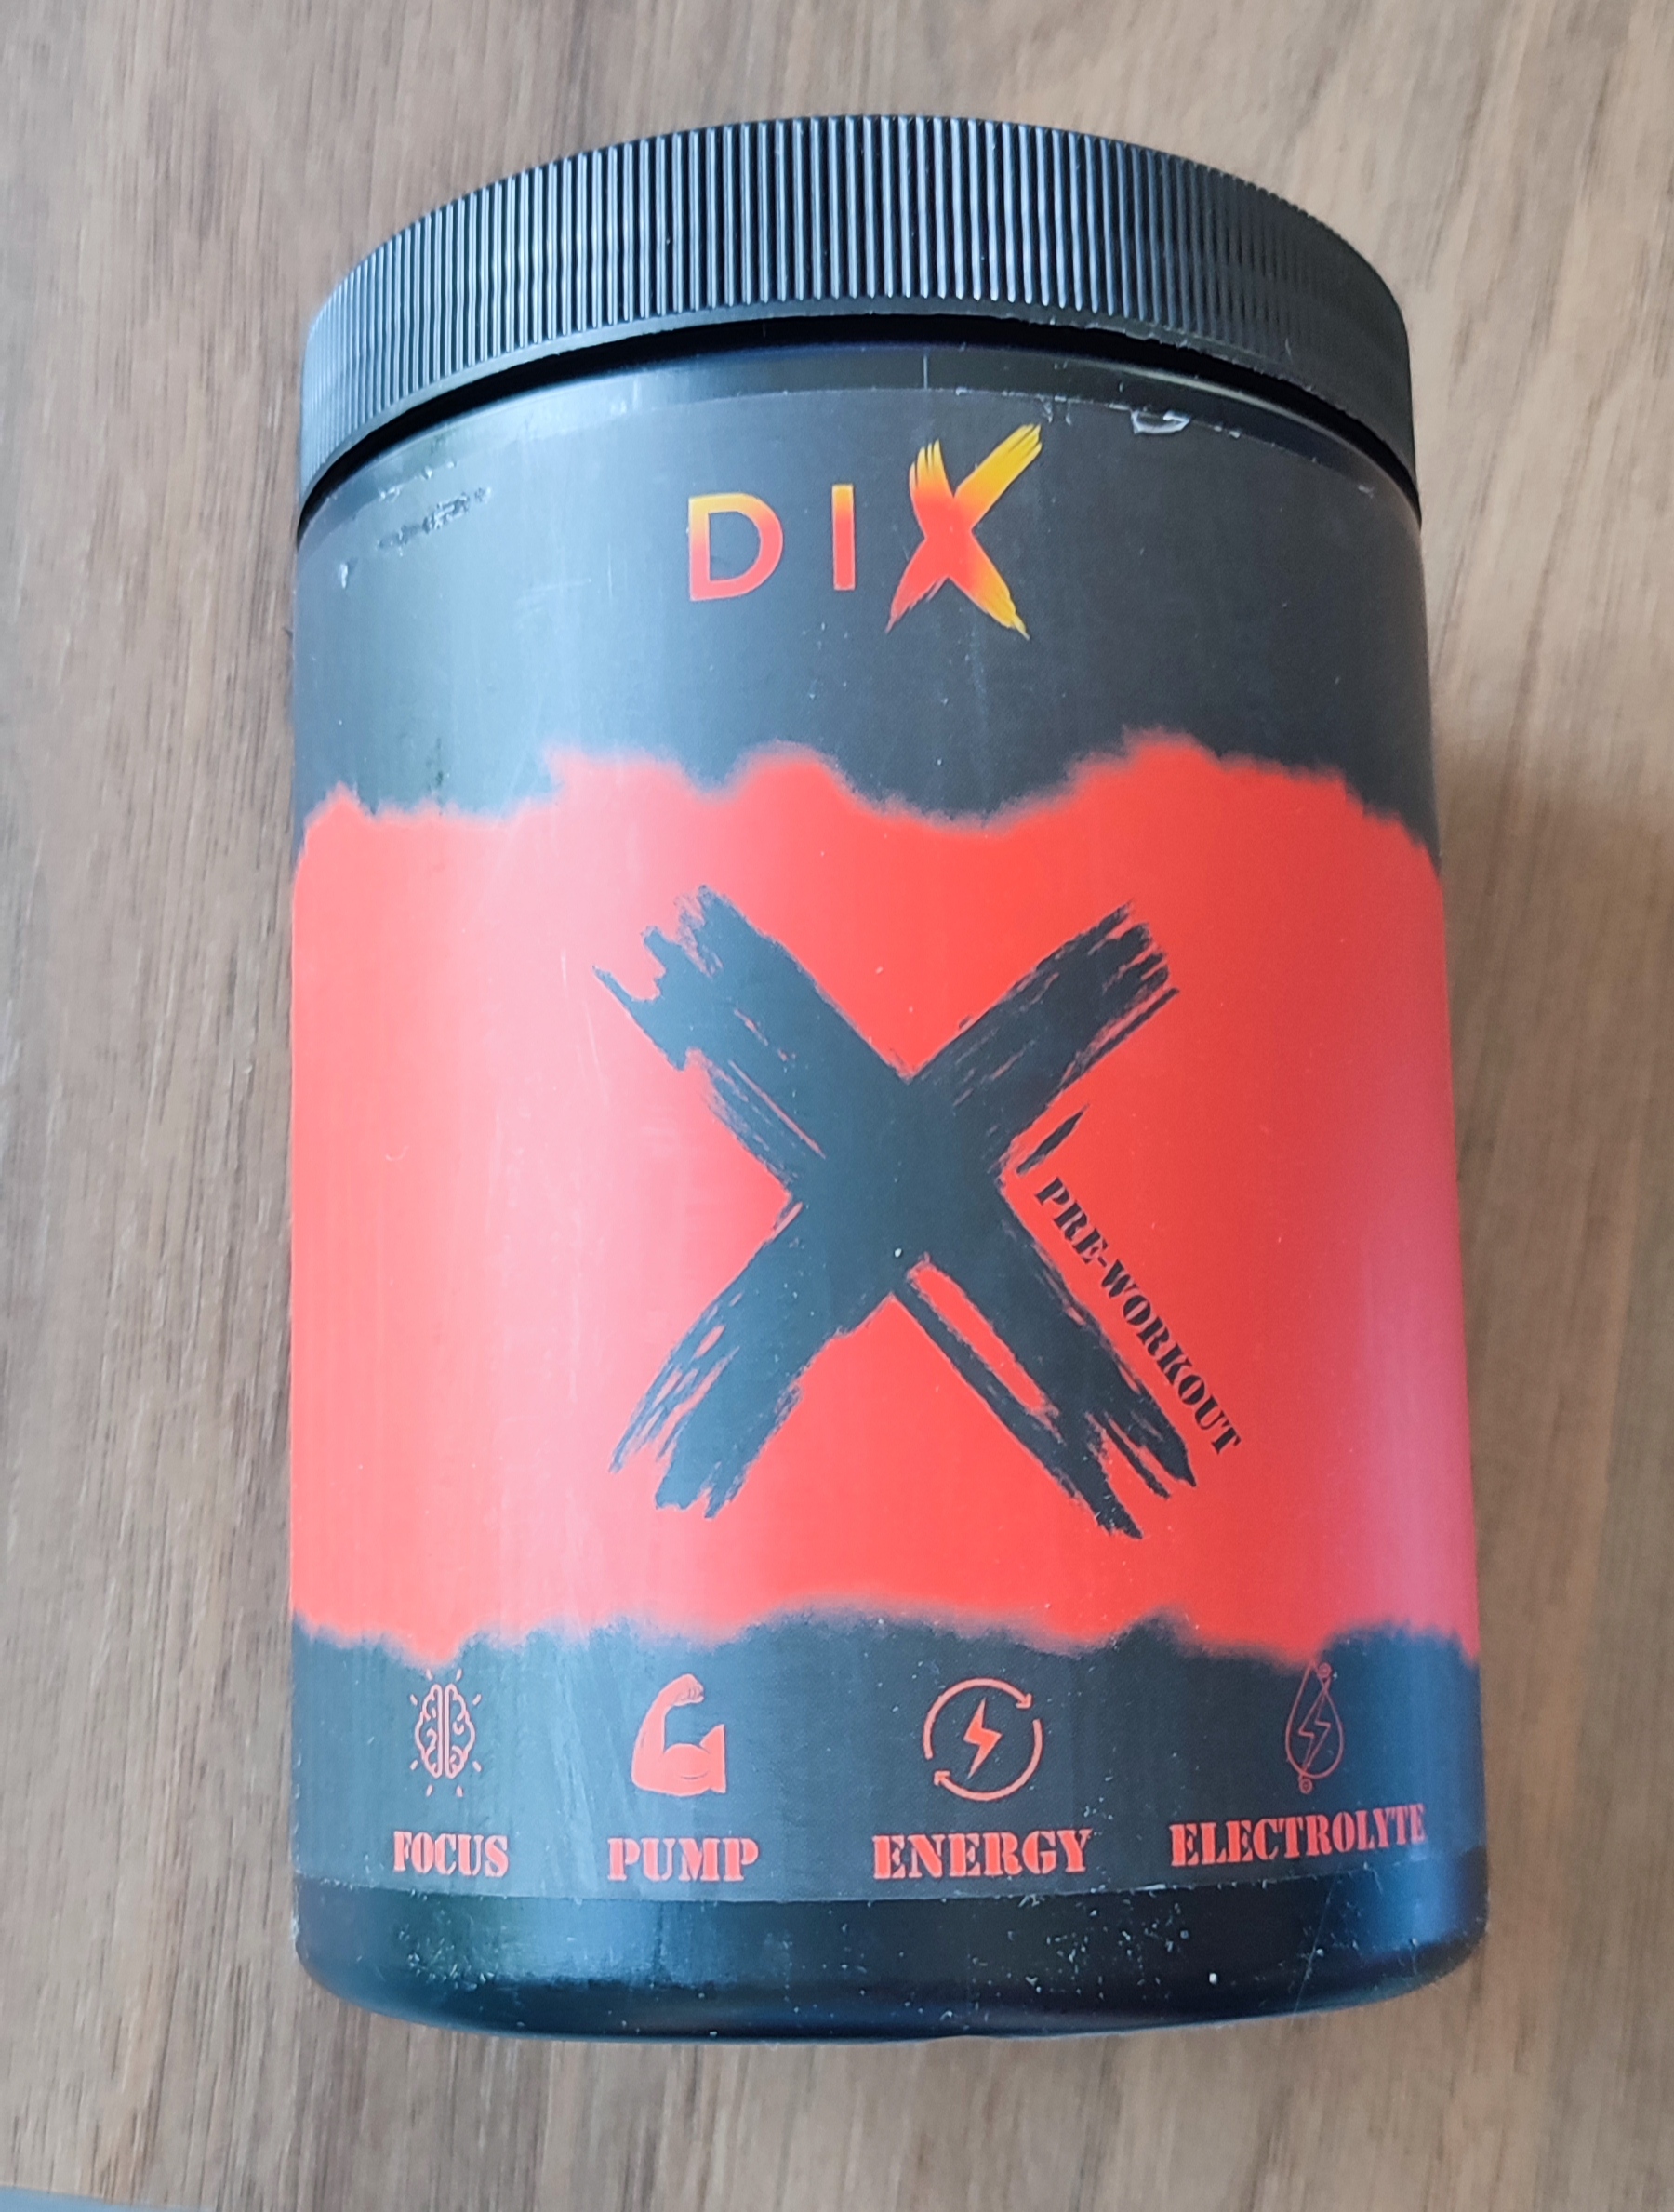 DIX
X
PRE-WORKOUT
FOCUS PUMP ENERGY ELECTROLYTE